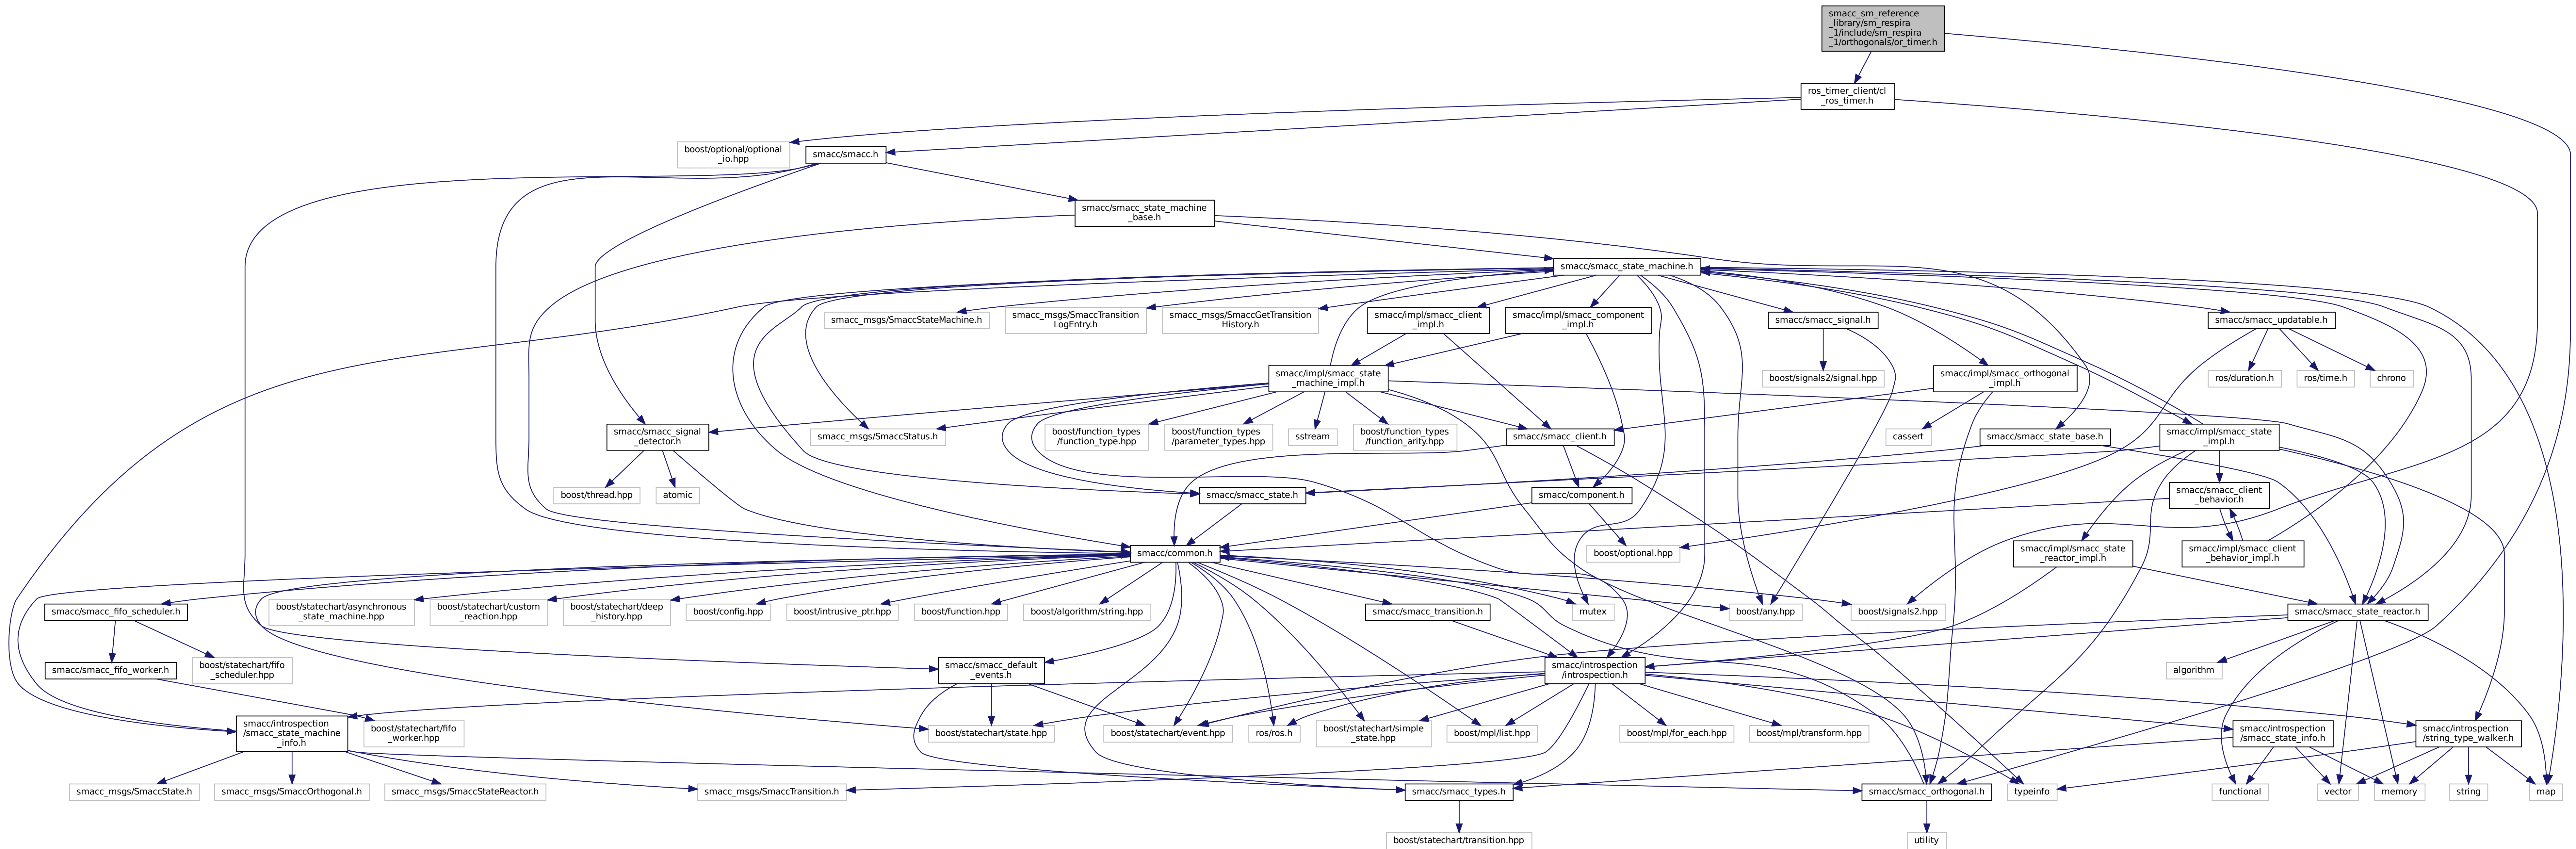 smacc_sm_reference
_library/sm_respira
_1/include/sm_respira
_1/orthogonals/or_timer.h
ros_timer_client/cl
_ros_timer.h
boost/optional/optional
_io.hpp
smacc/smacc.h
smacc/smacc_state_machine
_base.h
smacc/smacc_state_machine.h
smacc_msgs/SmaccStateMachine.h
smacc_msgs/SmaccTransition
LogEntry.h
smacc_msgs/SmaccGetTransition
History.h
smacc/impl/smacc_client
_impl.h
smacc/impl/smacc_component
_impl.h
smacc/smacc_signal.h
smacc/smacc_updatable.h
smacc/impl/smacc_state
_machine_impl.h
boost/signals2/signal.hpp
smacc/impl/smacc_orthogonal
_impl.h
ros/duration.h
ros/time.h
chrono
smacc/smacc_signal
_detector.h
smacc_msgs/SmaccStatus.h
boost/function_types
/function_type.hpp
boost/function_types
/parameter_types.hpp
sstream
boost/function_types
/function_arity.hpp
smacc/smacc_client.h
cassert
smacc/smacc_state_base.h
smacc/impl/smacc_state
_impl.h
boost/thread.hpp
atomic
smacc/smacc_state.h
smacc/component.h
smacc/smacc_client
_behavior.h
smacc/common.h
boost/optional.hpp
smacc/impl/smacc_state
_reactor_impl.h
smacc/impl/smacc_client
_behavior_impl.h
smacc/smacc_fifo_scheduler.h
boost/statechart/asynchronous
_state_machine.hpp
boost/statechart/custom
_reaction.hpp
boost/statechart/deep
_history.hpp
boost/config.hpp
boost/intrusive_ptr.hpp
boost/function.hpp
boost/algorithm/string.hpp
mutex
smacc/smacc_transition.h
boost/any.hpp
boost/signals2.hpp
smacc/smacc_state_reactor.h
smacc/smacc_fifo_worker.h
boost/statechart/fifo
_scheduler.hpp
smacc/smacc_default
_events.h
smacc/introspection
/introspection.h
algorithm
smacc/introspection
/smacc_state_machine
_info.h
boost/statechart/fifo
_worker.hpp
boost/statechart/state.hpp
boost/statechart/event.hpp
ros/ros.h
boost/statechart/simple
_state.hpp
boost/mpl/list.hpp
boost/mpl/for_each.hpp
boost/mpl/transform.hpp
smacc/introspection
/smacc_state_info.h
smacc/introspection
/string_type_walker.h
smacc_msgs/SmaccState.h
smacc_msgs/SmaccOrthogonal.h
smacc_msgs/SmaccStateReactor.h
smacc_msgs/SmaccTransition.h
smacc/smacc_types.h
smacc/smacc_orthogonal.h
typeinfo
functional
vector
memory
string
map
boost/statechart/transition.hpp
utility